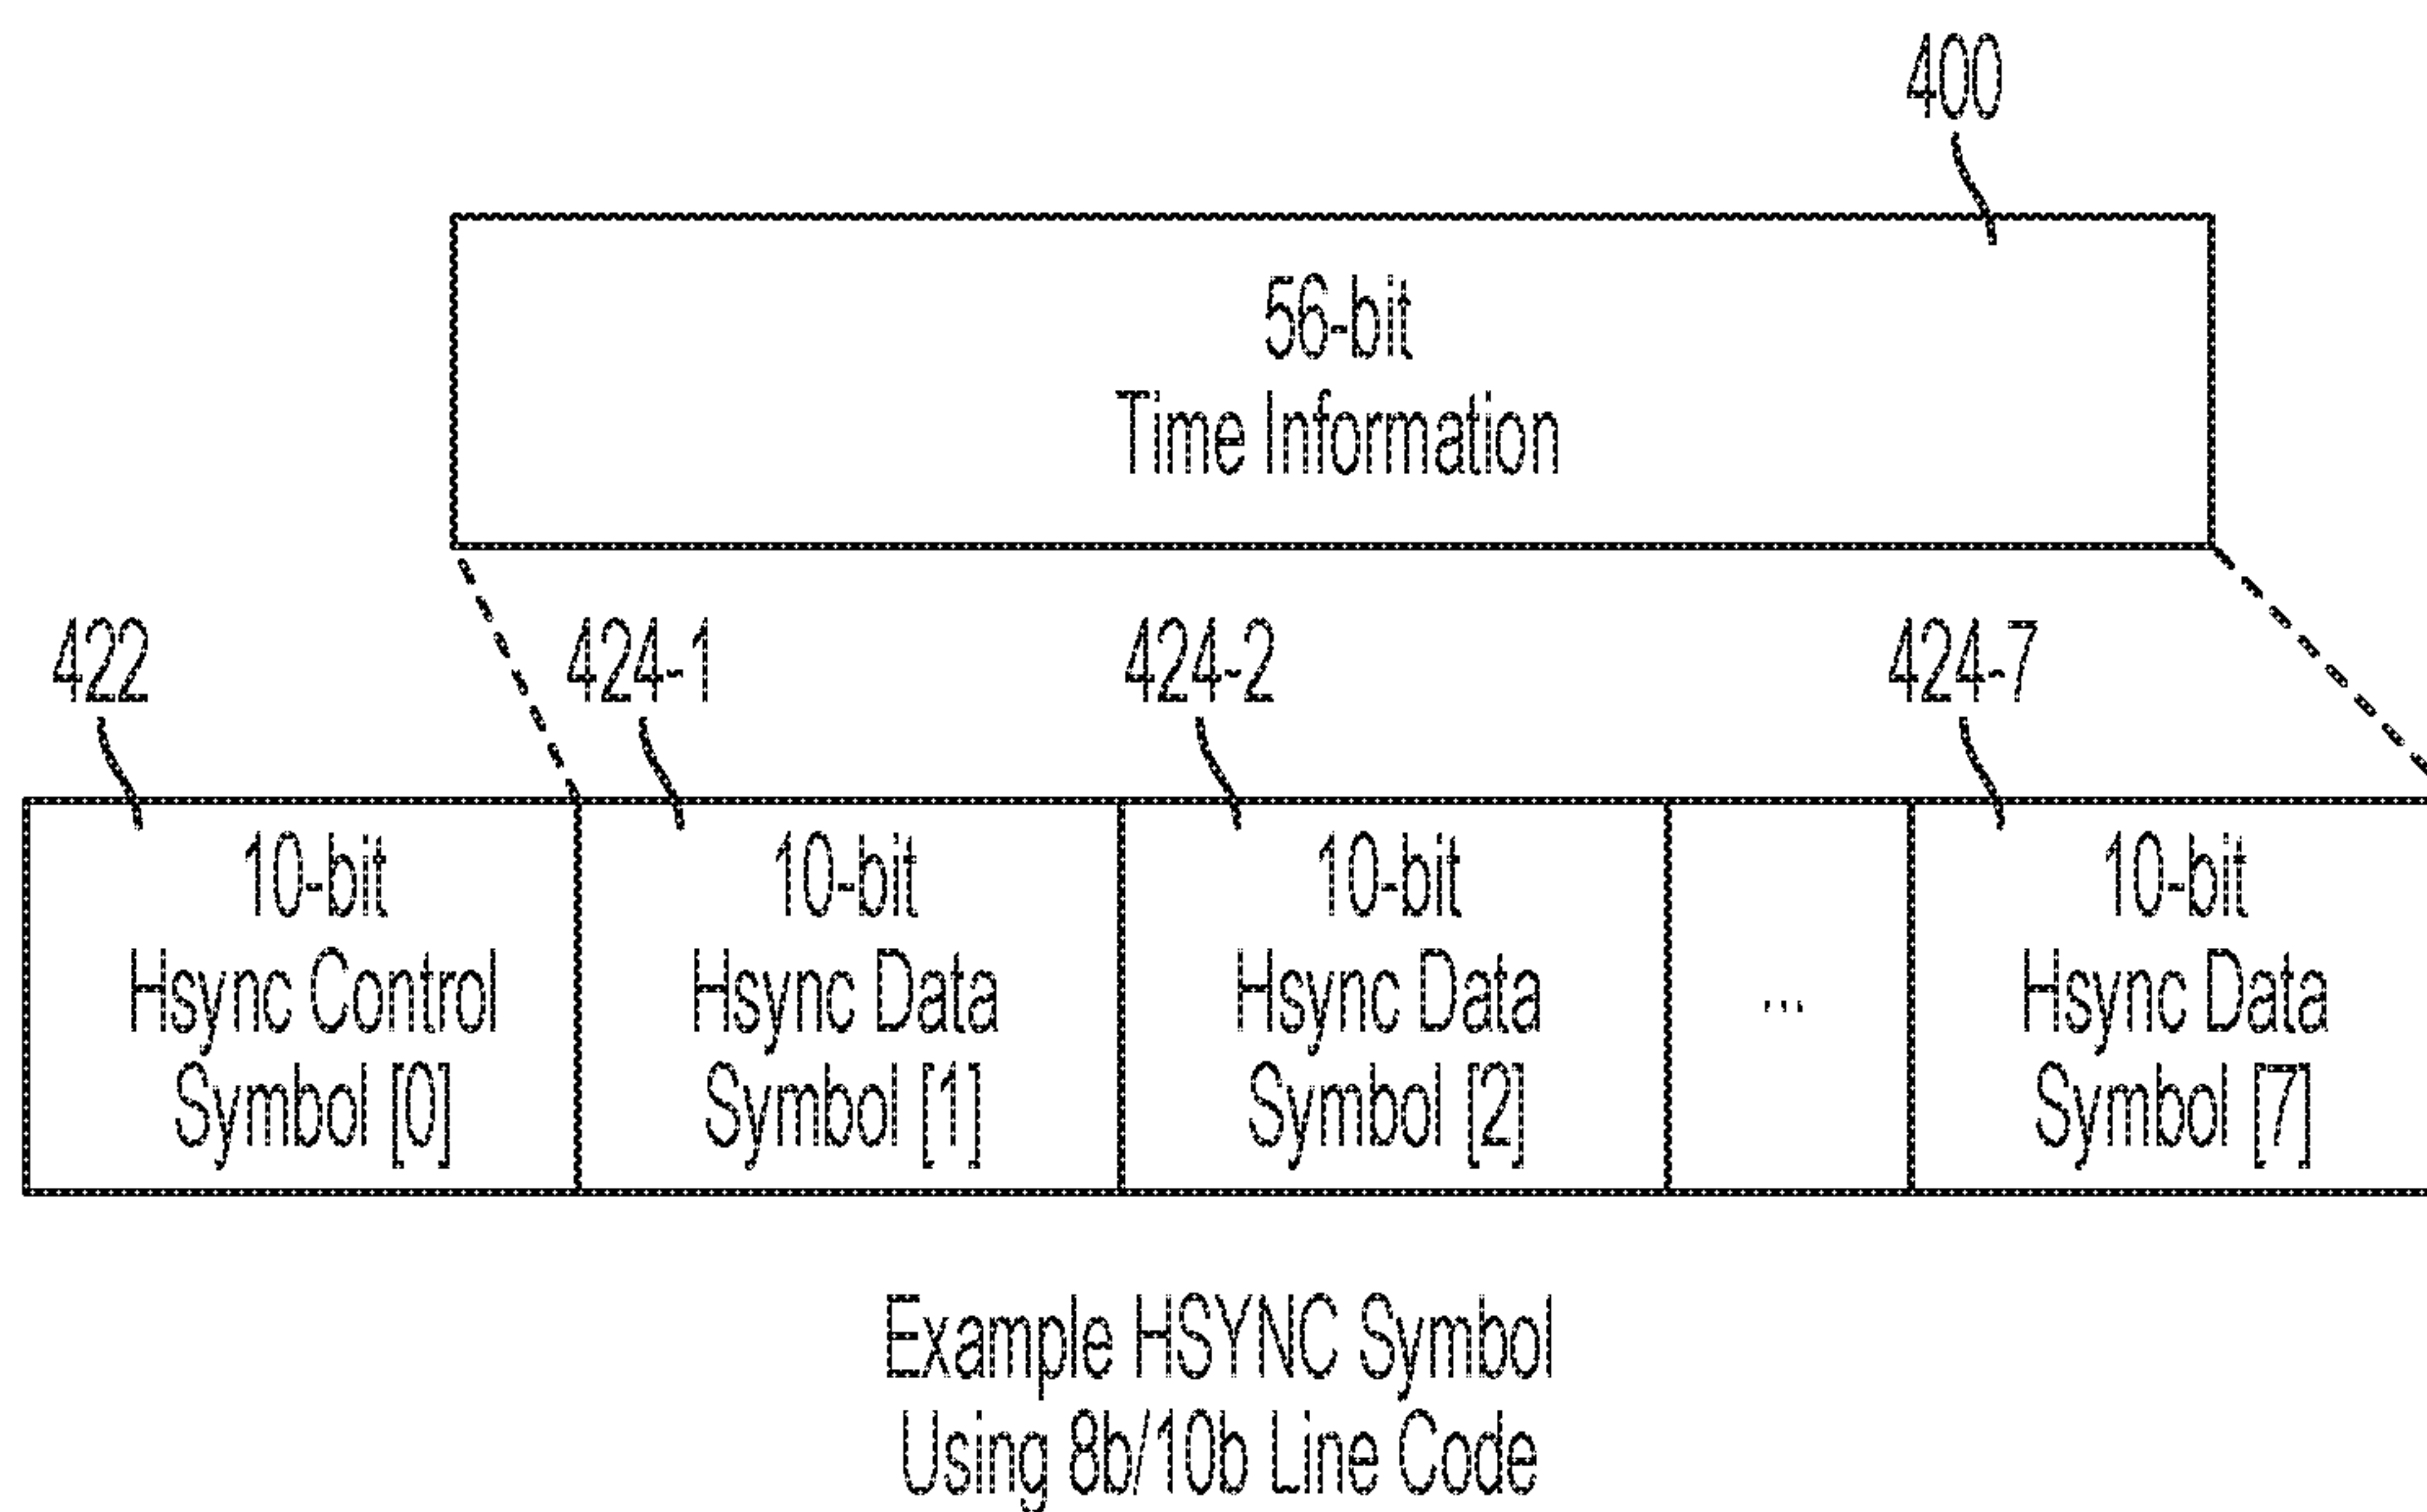 400
56-bit
Time Information
422
424-1
424-2
424-7
10-bit
Hsync Control
Symbol [0]
10-bit
Hsync Data
Symbol [1]
10-bit
Hsync Data
Symbol [2]
...
10-bit
Hsync Data
Symbol [7]
Example HSYNC Symbol
Using 8b/10b Line Code